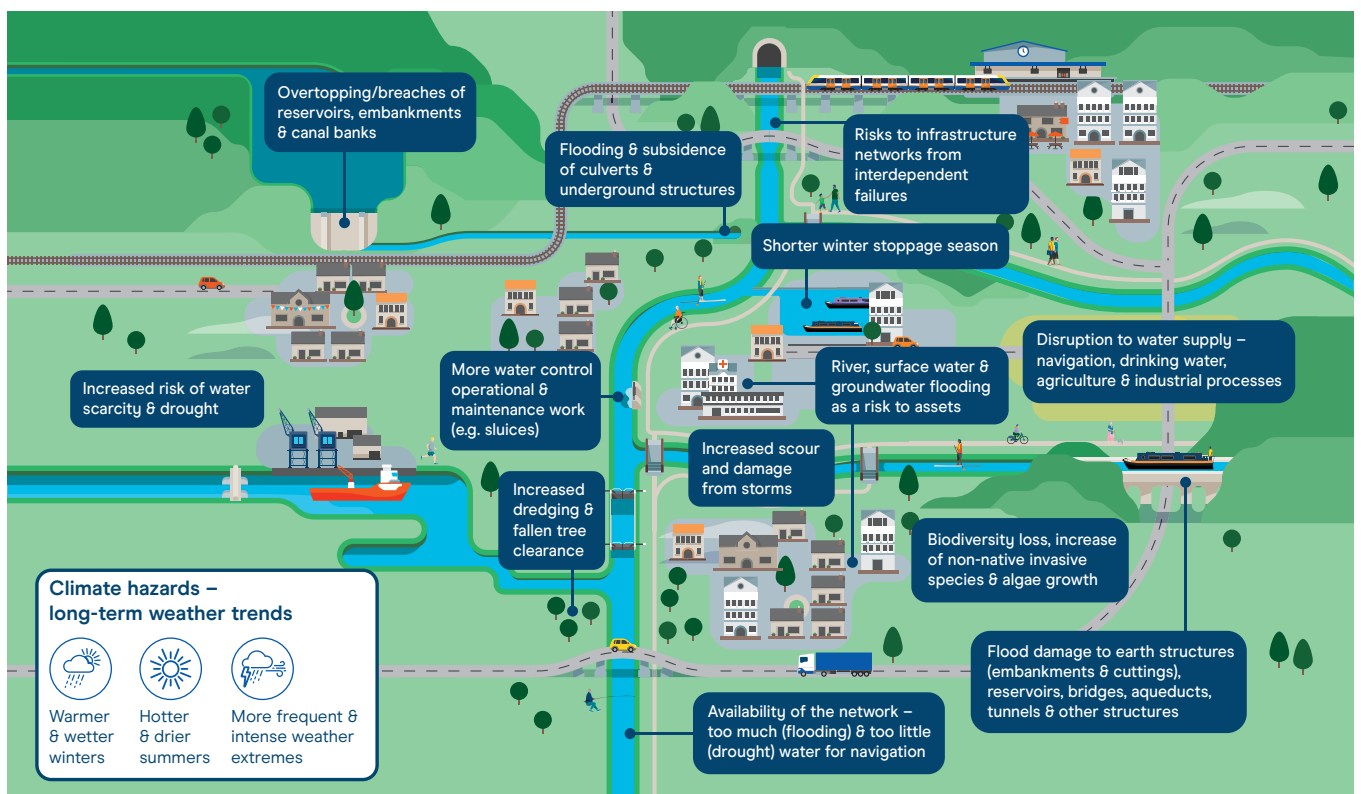 Overtopping/breaches of
reservoirs, embankments
& canal banks
Flooding & subsidence
of culverts &
underground structures
Risks to infrastructure
networks from
interdependent
failures
Shorter winter stoppage season
Increased risk of water
scarcity & drought
More water control
operational &
maintenance work
(e.g. sluices)
River, surface water &
groundwater flooding
as a risk to assets
Disruption to water supply –
navigation, drinking water,
agriculture & industrial processes
Increased scour
and damage
from storms
Increased
dredging &
fallen tree
clearance
Biodiversity loss, increase
of non-native invasive
species & algae growth
Flood damage to earth structures
(embankments & cuttings),
reservoirs, bridges, aqueducts,
tunnels & other structures
Availability of the network –
too much (flooding) & too little
(drought) water for navigation
Climate hazards –
long-term weather trends
Warmer
& wetter
winters
Hotter
& drier
summers
More frequent &
intense weather
extremes